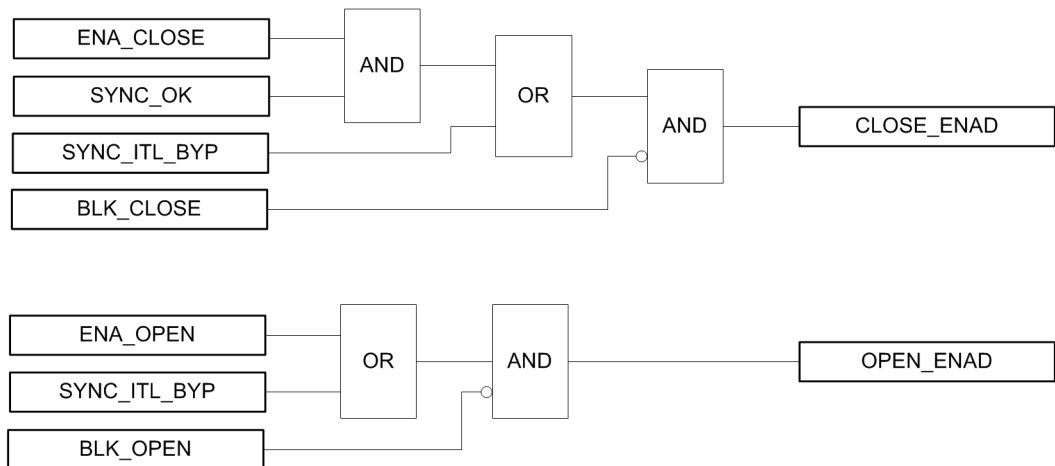 ENA_CLOSE
AND
SYNC_OK
OR
SYNC_ITL_BYP
AND
CLOSE_ENAD
BLK_CLOSE
ENA_OPEN
OR
AND
OPEN_ENAD
SYNC_ITL_BYP
BLK_OPEN